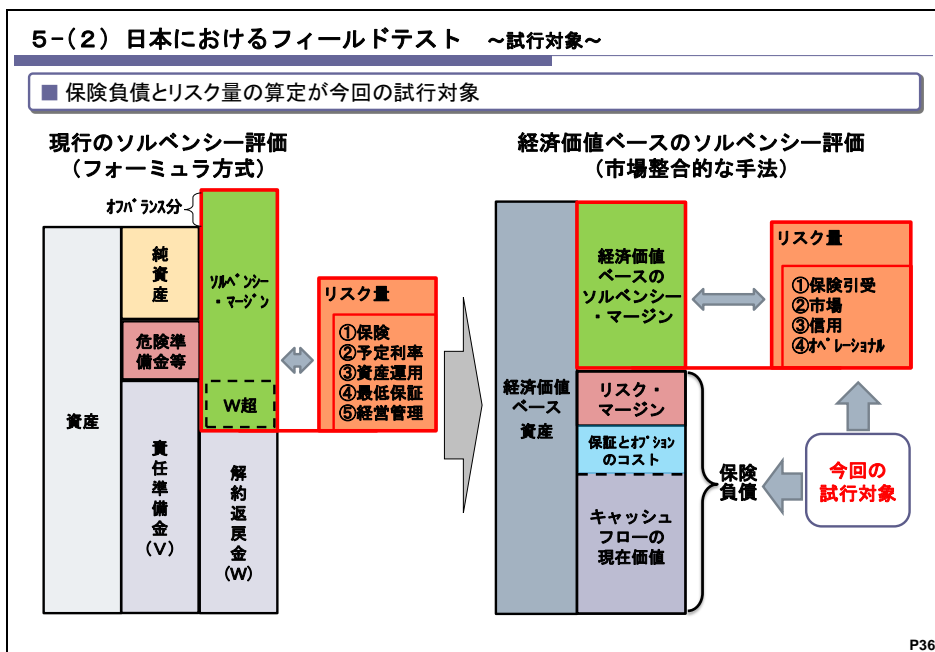 5-(2) 日本におけるフィールドテスト ~試行対象~
■ 保険負債とリスク量の算定が今回の試行対象
現行のソルベンシー評価
(フォーミュラ方式)
オフバランス分
純資産
危険準
備金等
資産
責任準備金(V)
ソルベンシー
・マージン
W超
解約返戻金(W)
リスク量
①保険
②予定利率
③資産運用
④最低保証
⑤経営管理
経済価値ベースのソルベンシー評価
(市場整合的な手法)
経済価値
ベース
資産
経済価値
ベースの
ソルベンシー
・マージン
リスク・
マージン
保証とオプション
のコスト
キャッシュ
フローの
現在価値
保険
負債
リスク量
①保険引受
②市場
③信用
④オペレーショナル
今回の
試行対象
P36